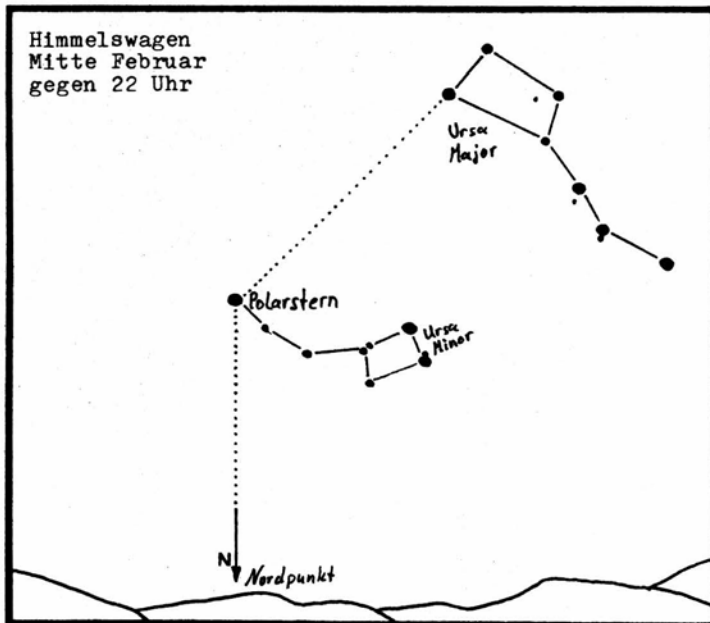 Himmelswagen
Mitte Februar
gegen 22 Uhr
Ursa
Major
Polarstern
Ursa
Minor
N
Nordpunkt